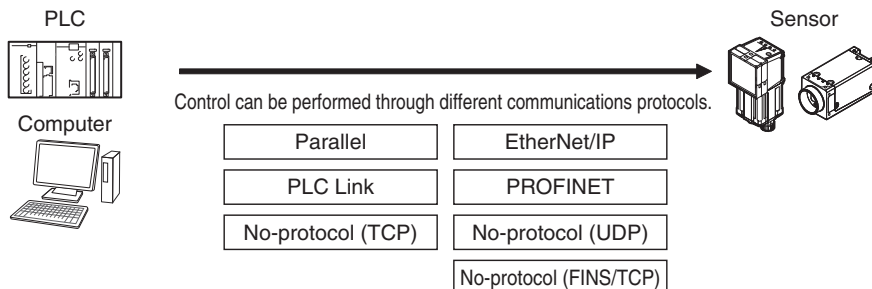 PLC
Sensor
Control can be performed through different communications protocols.
Computer
Parallel
EtherNet/IP
PLC Link
PROFINET
No-protocol (TCP)
No-protocol (UDP)
No-protocol (FINS/TCP)